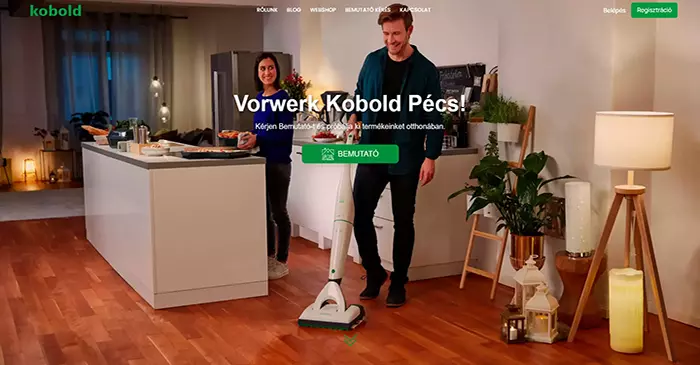 kobold
RÓLUNK BLOG WEBSHOP BEMUTATÓ KÉRÉS KAPCSOLAT
Belépés Regisztráció
Vorwerk Kobold Pécs!
Kérjen Bemutatót és próbálja ki termékeinket otthonában.
BEMUTATÓ